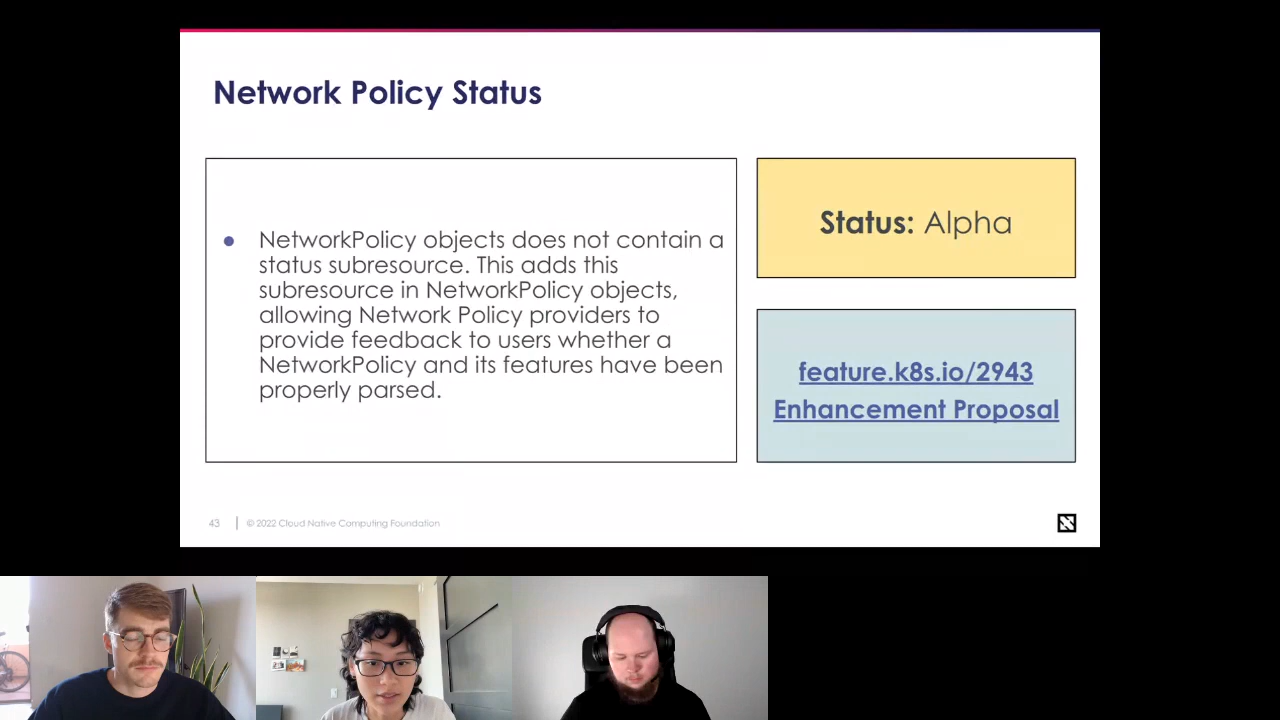 Network Policy Status
NetworkPolicy objects does not contain a
status subresource. This adds this
subresource in NetworkPolicy objects,
allowing Network Policy providers to
provide feedback to users whether a
NetworkPolicy and its features have been
properly parsed.
Status: Alpha
feature.k8s.io/2943
Enhancement Proposal
43
© 2022 Cloud Native Computing Foundation